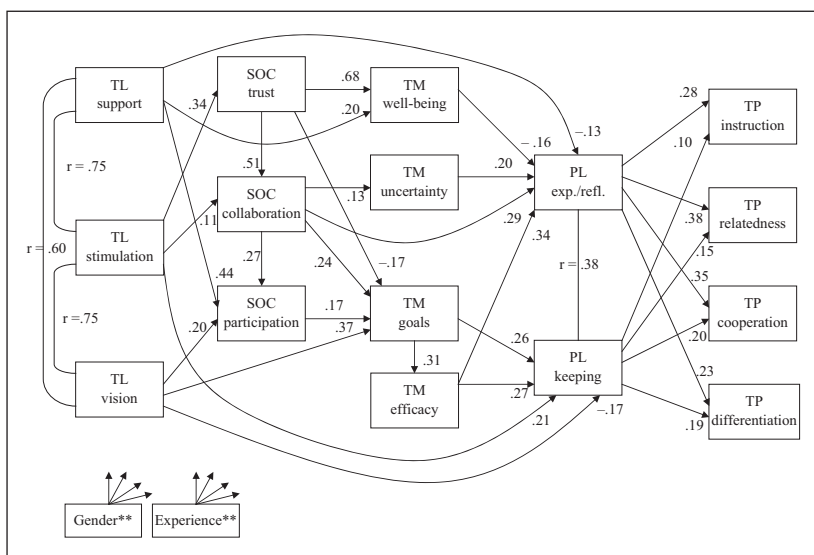 TL
support
TL
stimulation
TL
vision
r = .75
r = .60
r =.75
SOC
trust
SOC
collaboration
SOC
participation
.34
.11
.44
.20
.51
.27
.68
.20
.13
.24
–.17
.17
.37
TM
well-being
TM
uncertainty
TM
goals
TM
efficacy
.31
– .16
.20
.29
.34
.26
.27
.21
–.17
–.13
PL
exp./refl.
r = .38
PL
keeping
.28
.10
.38
.15
.35
.20
.23
.19
TP
instruction
TP
relatedness
TP
cooperation
TP
differentiation
Gender**
Experience**